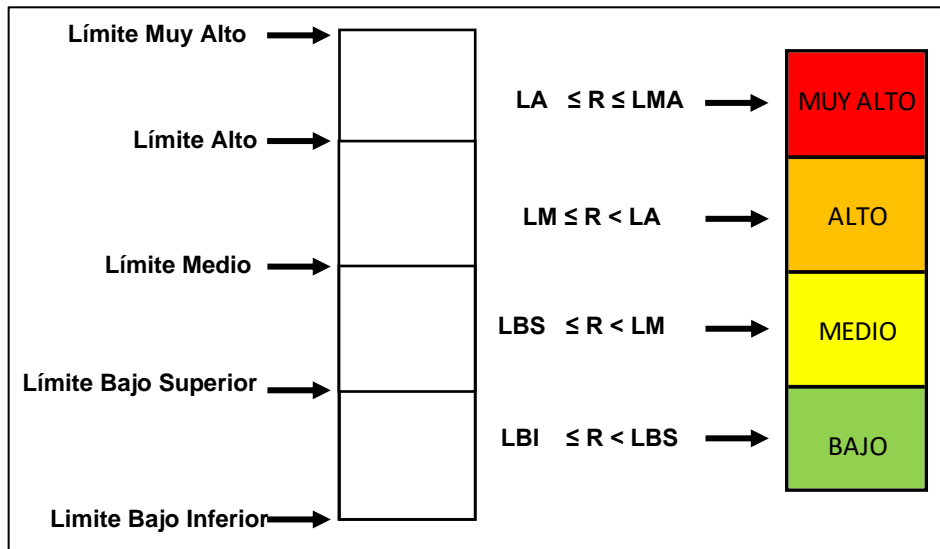 Límite Muy Alto
Límite Alto
Límite Medio
Límite Bajo Superior
Limite Bajo Inferior
LA ≤ R ≤ LMA
LM ≤ R < LA
LBS ≤ R < LM
LBI ≤ R < LBS
MUY ALTO
ALTO
MEDIO
BAJO